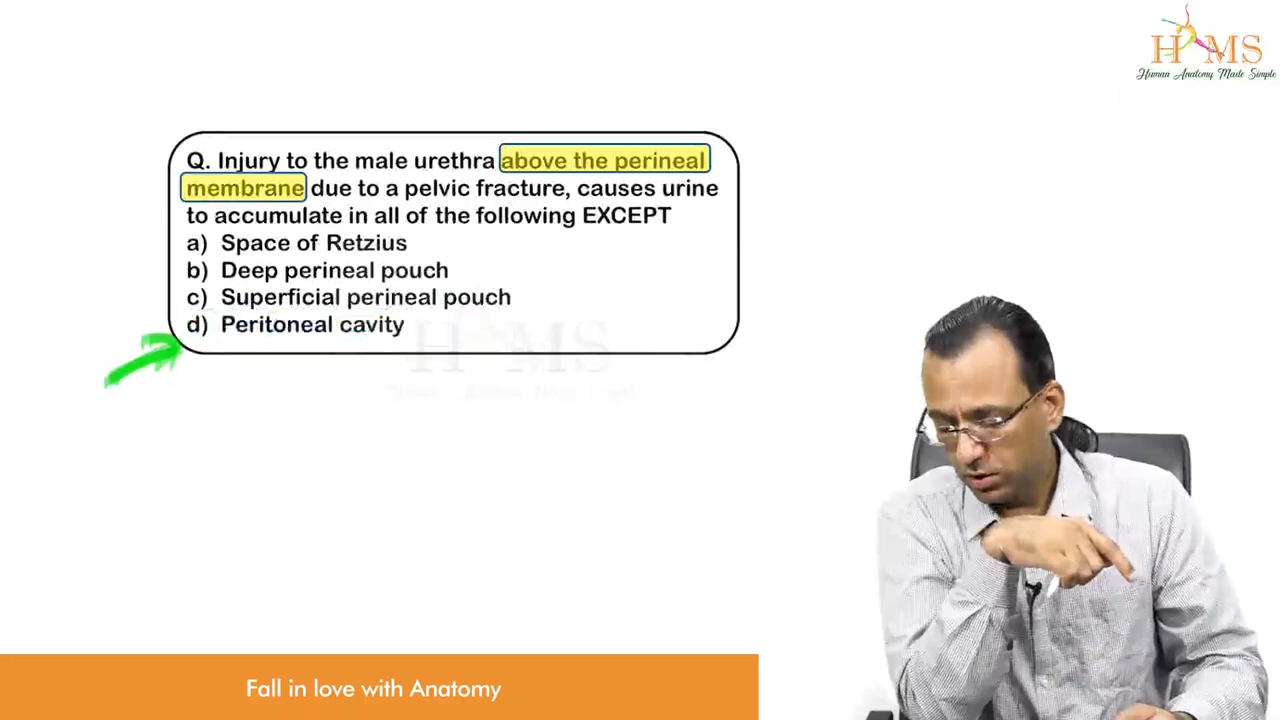 H MS
Human Anatomy Made Simple
Q. Injury to the male urethra above the perineal
membrane due to a pelvic fracture, causes urine
to accumulate in all of the following EXCEPT
a) Space of Retzius
b) Deep perineal pouch
c) Superficial perineal pouch
d) Peritoneal cavity
H MS
Fall in love with Anatomy